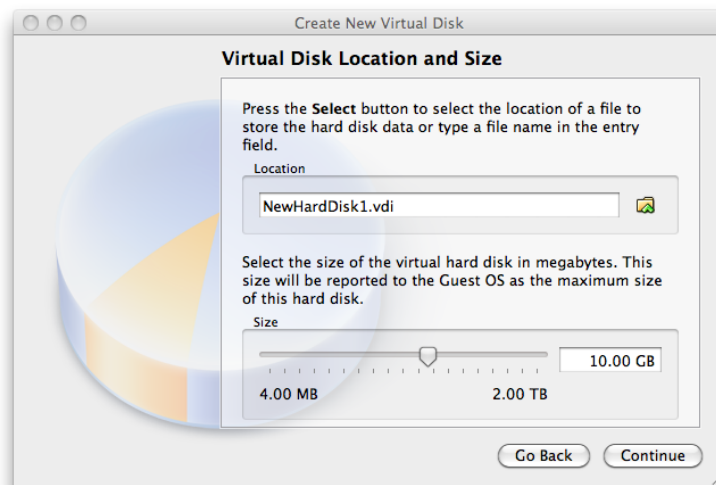 Create New Virtual Disk
Virtual Disk Location and Size
Press the Select button to select the location of a file to
store the hard disk data or type a file name in the entry
field.
Location
NewHardDisk1.vdi
Select the size of the virtual hard disk in megabytes. This
size will be reported to the Guest OS as the maximum size
of this hard disk.
Size
10.00 GB
4.00 MB 2.00 TB
Go Back Continue